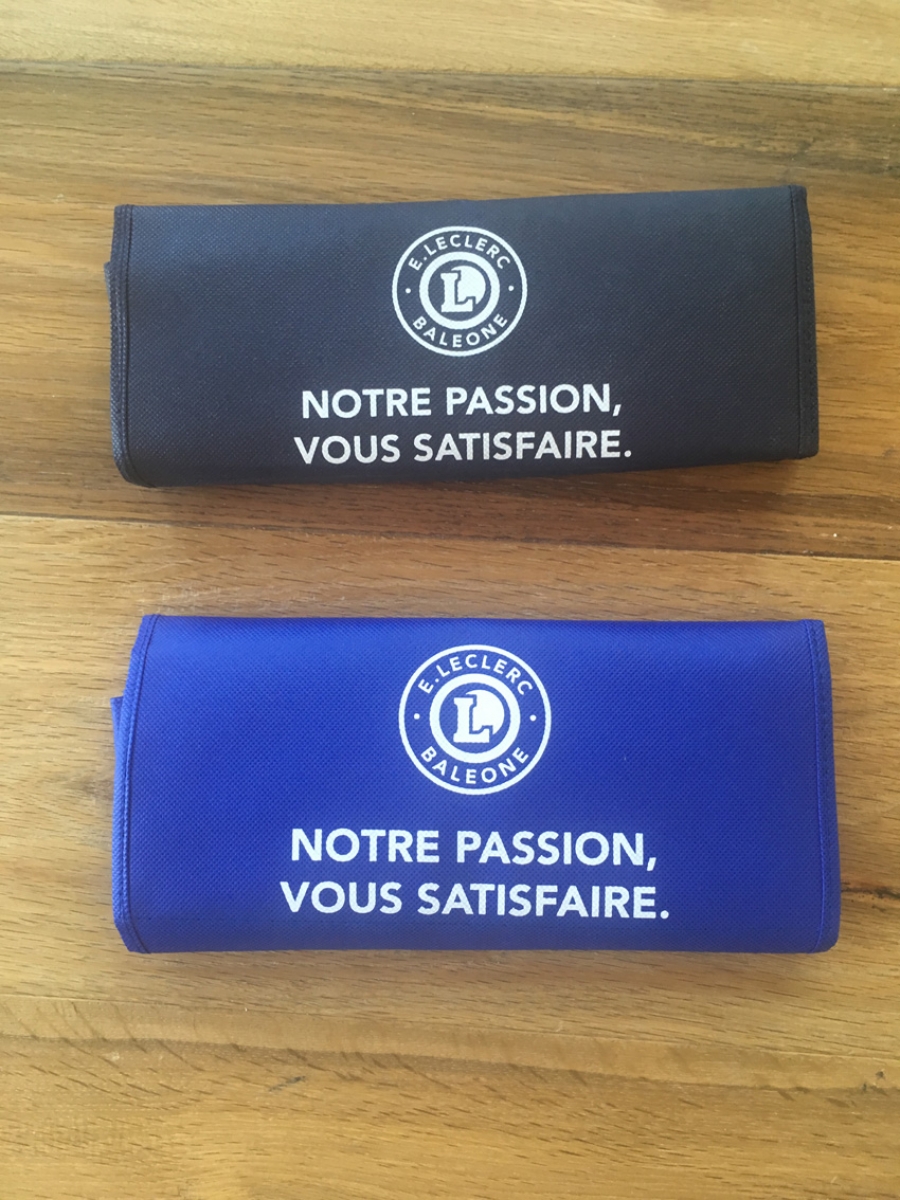 E.LECLERC
L
BALEONE
NOTRE PASSION,
VOUS SATISFAIRE.
E.LECLERC
L
BALEONE
NOTRE PASSION,
VOUS SATISFAIRE.